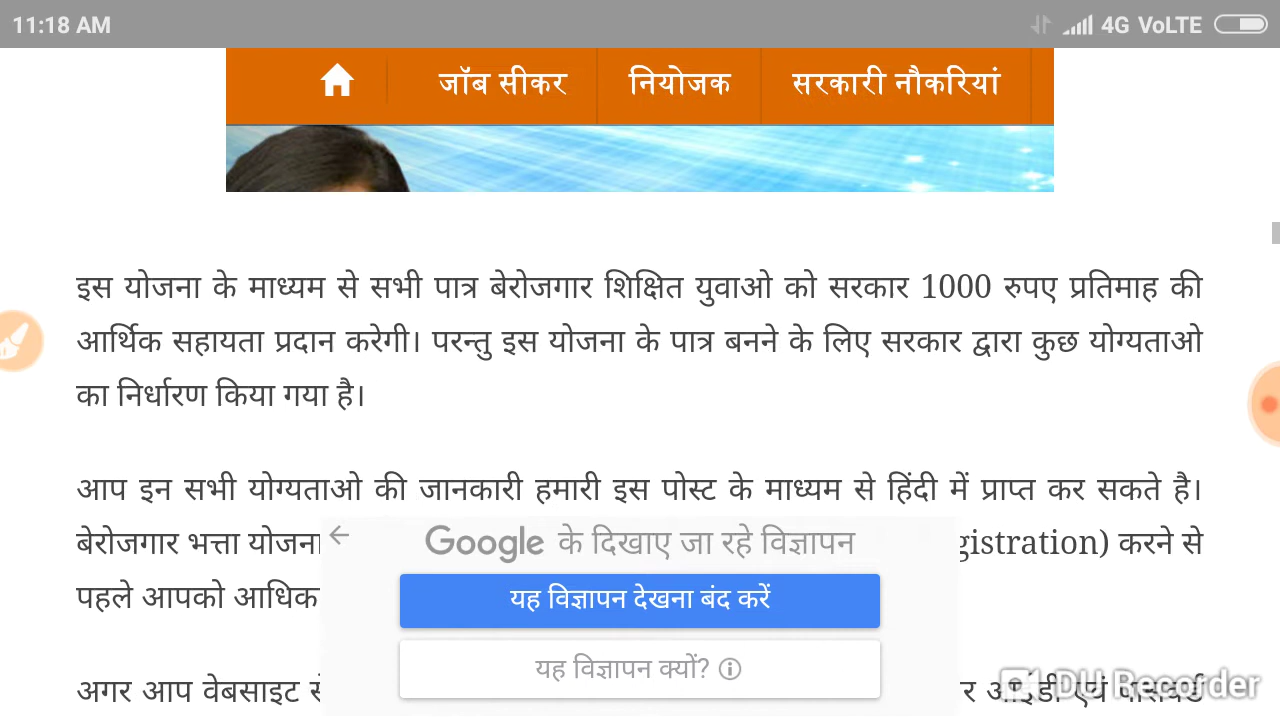 11:18 AM 4G VoLTE
जॉब सीकर नियोजक सरकारी नौकरियां
इस योजना के माध्यम से सभी पात्र बेरोजगार शिक्षित युवाओ को सरकार 1000 रुपए प्रतिमाह की
आर्थिक सहायता प्रदान करेगी। परन्तु इस योजना के पात्र बनने के लिए सरकार द्वारा कुछ योग्यताओ
का निर्धारण किया गया है।
आप इन सभी योग्यताओ की जानकारी हमारी इस पोस्ट के माध्यम से हिंदी में प्राप्त कर सकते है।
बेरोजगार भत्ता योजना gistration) करने से
Google के दिखाए जा रहे विज्ञापन
पहले आपको आधिक
यह विज्ञापन देखना बंद करें
यह विज्ञापन क्यों?
अगर आप वेबसाइट र आइडी एवं पासवर्ड
DU Recorder